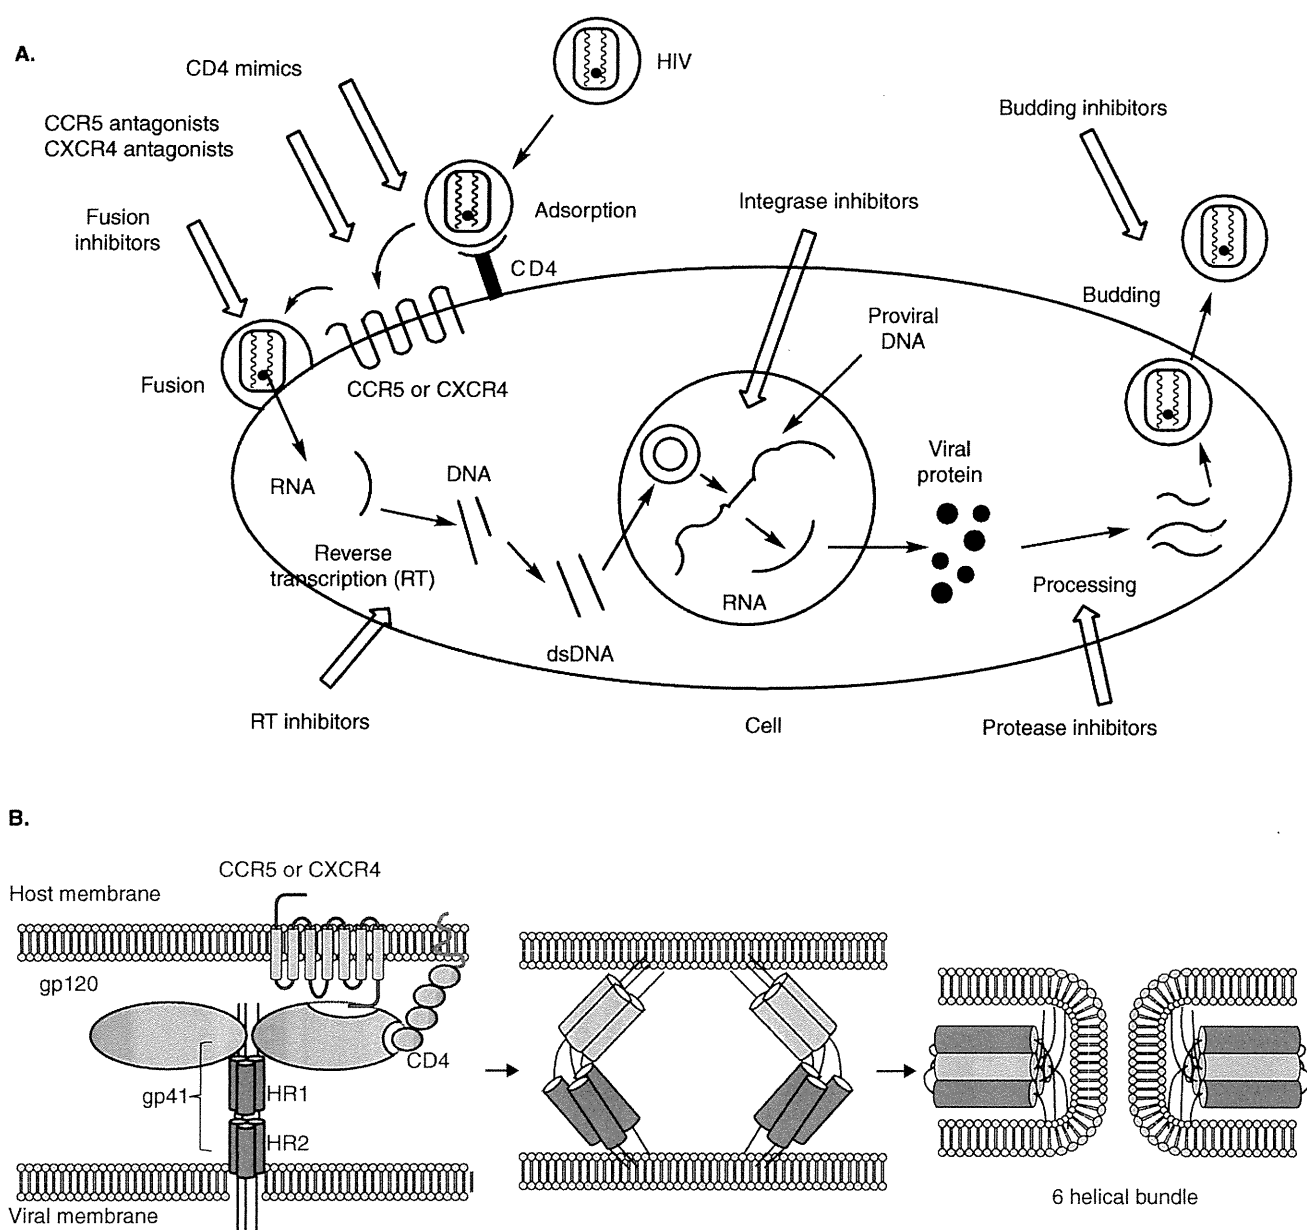 A.
HIV
CD4 mimics
CCR5 antagonists
CXCR4 antagonists
Budding inhibitors
Fusion
inhibitors
Adsorption
Integrase inhibitors
CD4
Budding
Proviral
DNA
Fusion
CCR5 or CXCR4
RNA
DNA
Viral
protein
Reverse
transcription (RT)
RNA
Processing
dsDNA
RT inhibitors
Cell
Protease inhibitors
B.
CCR5 or CXCR4
Host membrane
gp120
CD4
gp41
HR1
HR2
6 helical bundle
Viral membrane